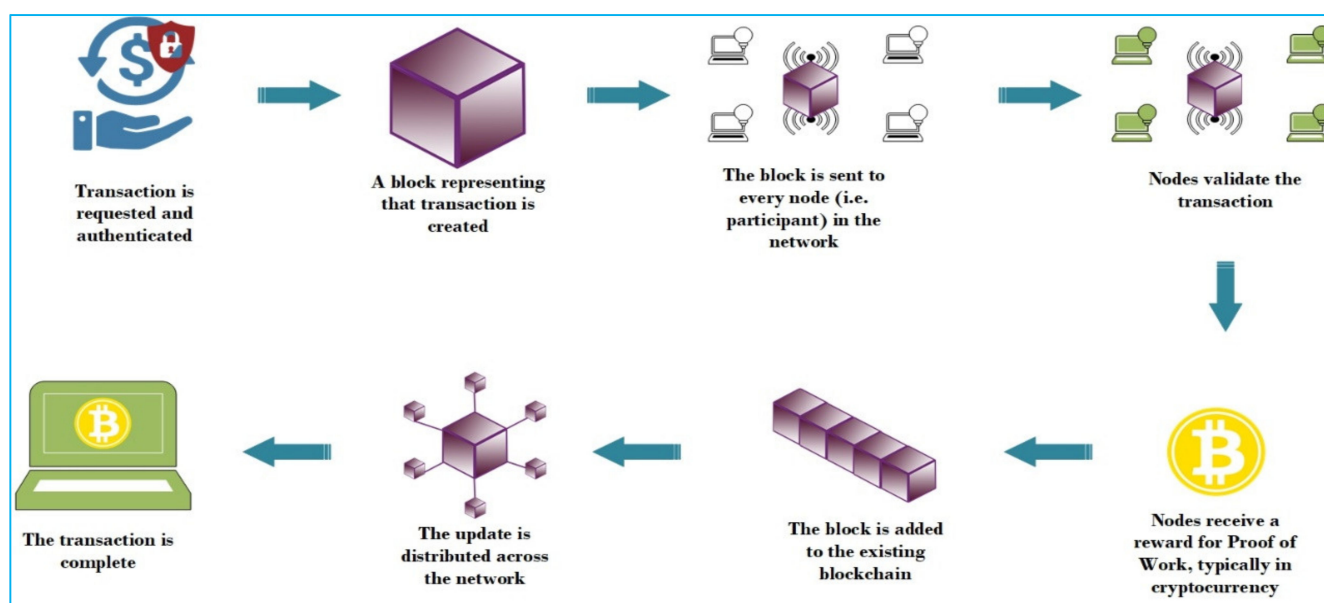 Transaction is
requested and
authenticated
A block representing
that transaction is
created
The block is sent to
every node (i.e.
participant) in the
network
Nodes validate the
transaction
Nodes receive a
reward for Proof of
Work, typically in
cryptocurrency
The block is added
to the existing
blockchain
The update is
distributed across
the network
The transaction is
complete